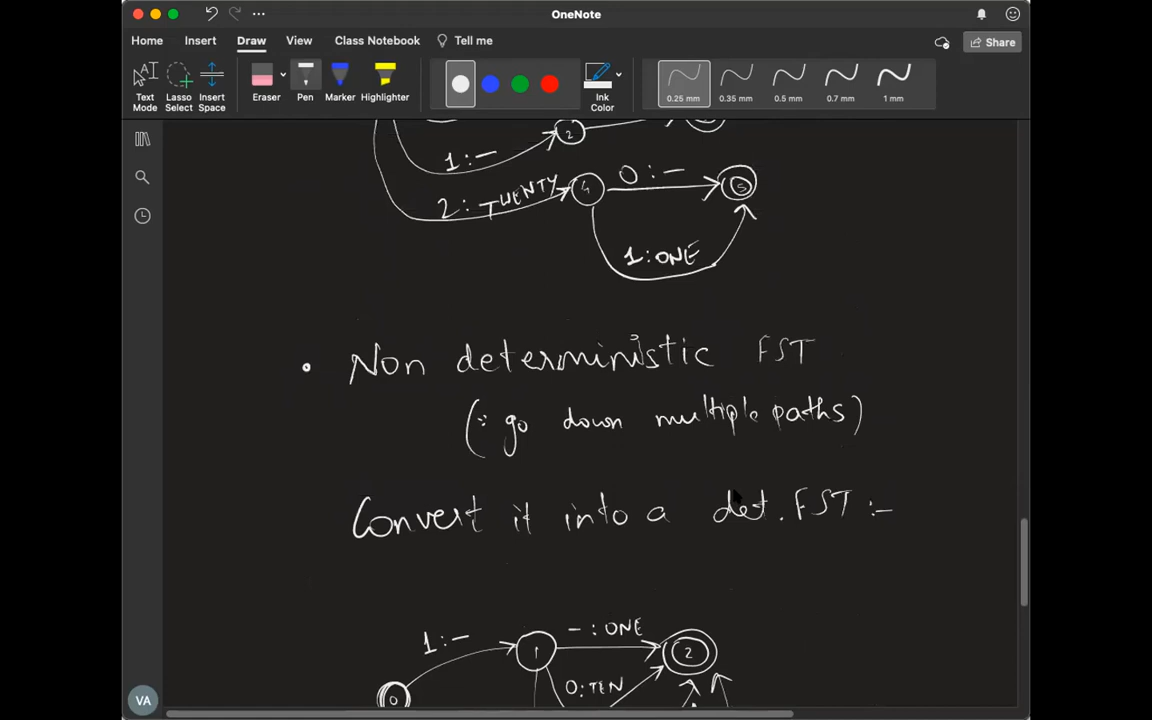 OneNote
Home Insert Draw View Class Notebook Tell me
Share
Text Mode
Lasso Select
Insert Space
Eraser
Pen
Marker
Highlighter
Ink Color
0.25 mm
0.35 mm
0.5 mm
0.7 mm
1 mm
2
1:-
2: TWENTY
4
0:-
5
1:ONE
• Non deterministic FST
(∵ go down multiple paths)
Convert it into a det. FST :-
1:-
1
-:ONE
2
0
0:TEN
VA